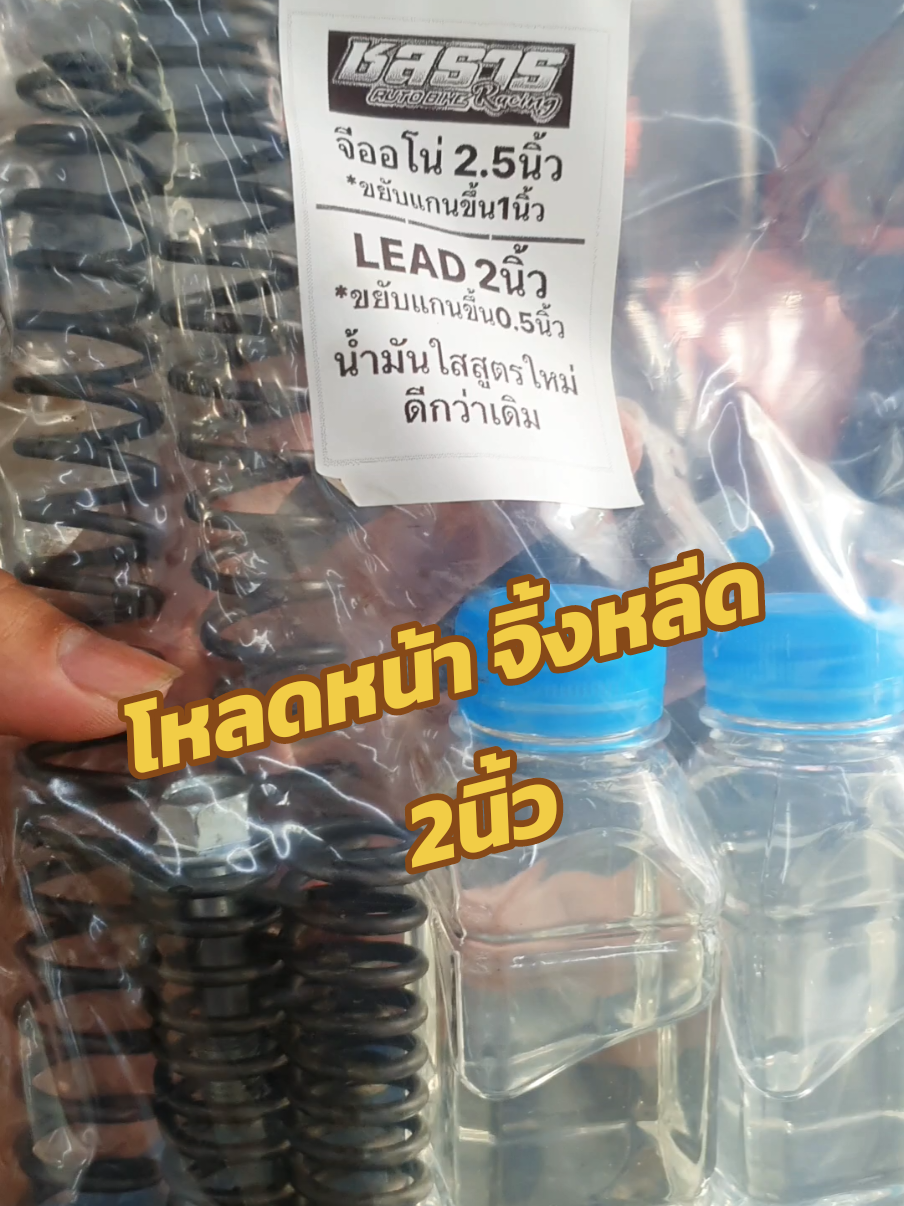 ชลธาร
AUTO BIKE Racing
จีออโน่ 2.5นิ้ว
*ขยับแกนขึ้น1นิ้ว
LEAD 2นิ้ว
*ขยับแกนขึ้น0.5นิ้ว
น้ำมันใสสูตรใหม่
ดีกว่าเดิม
โหลดหน้า จิ้งหลีด
2นิ้ว